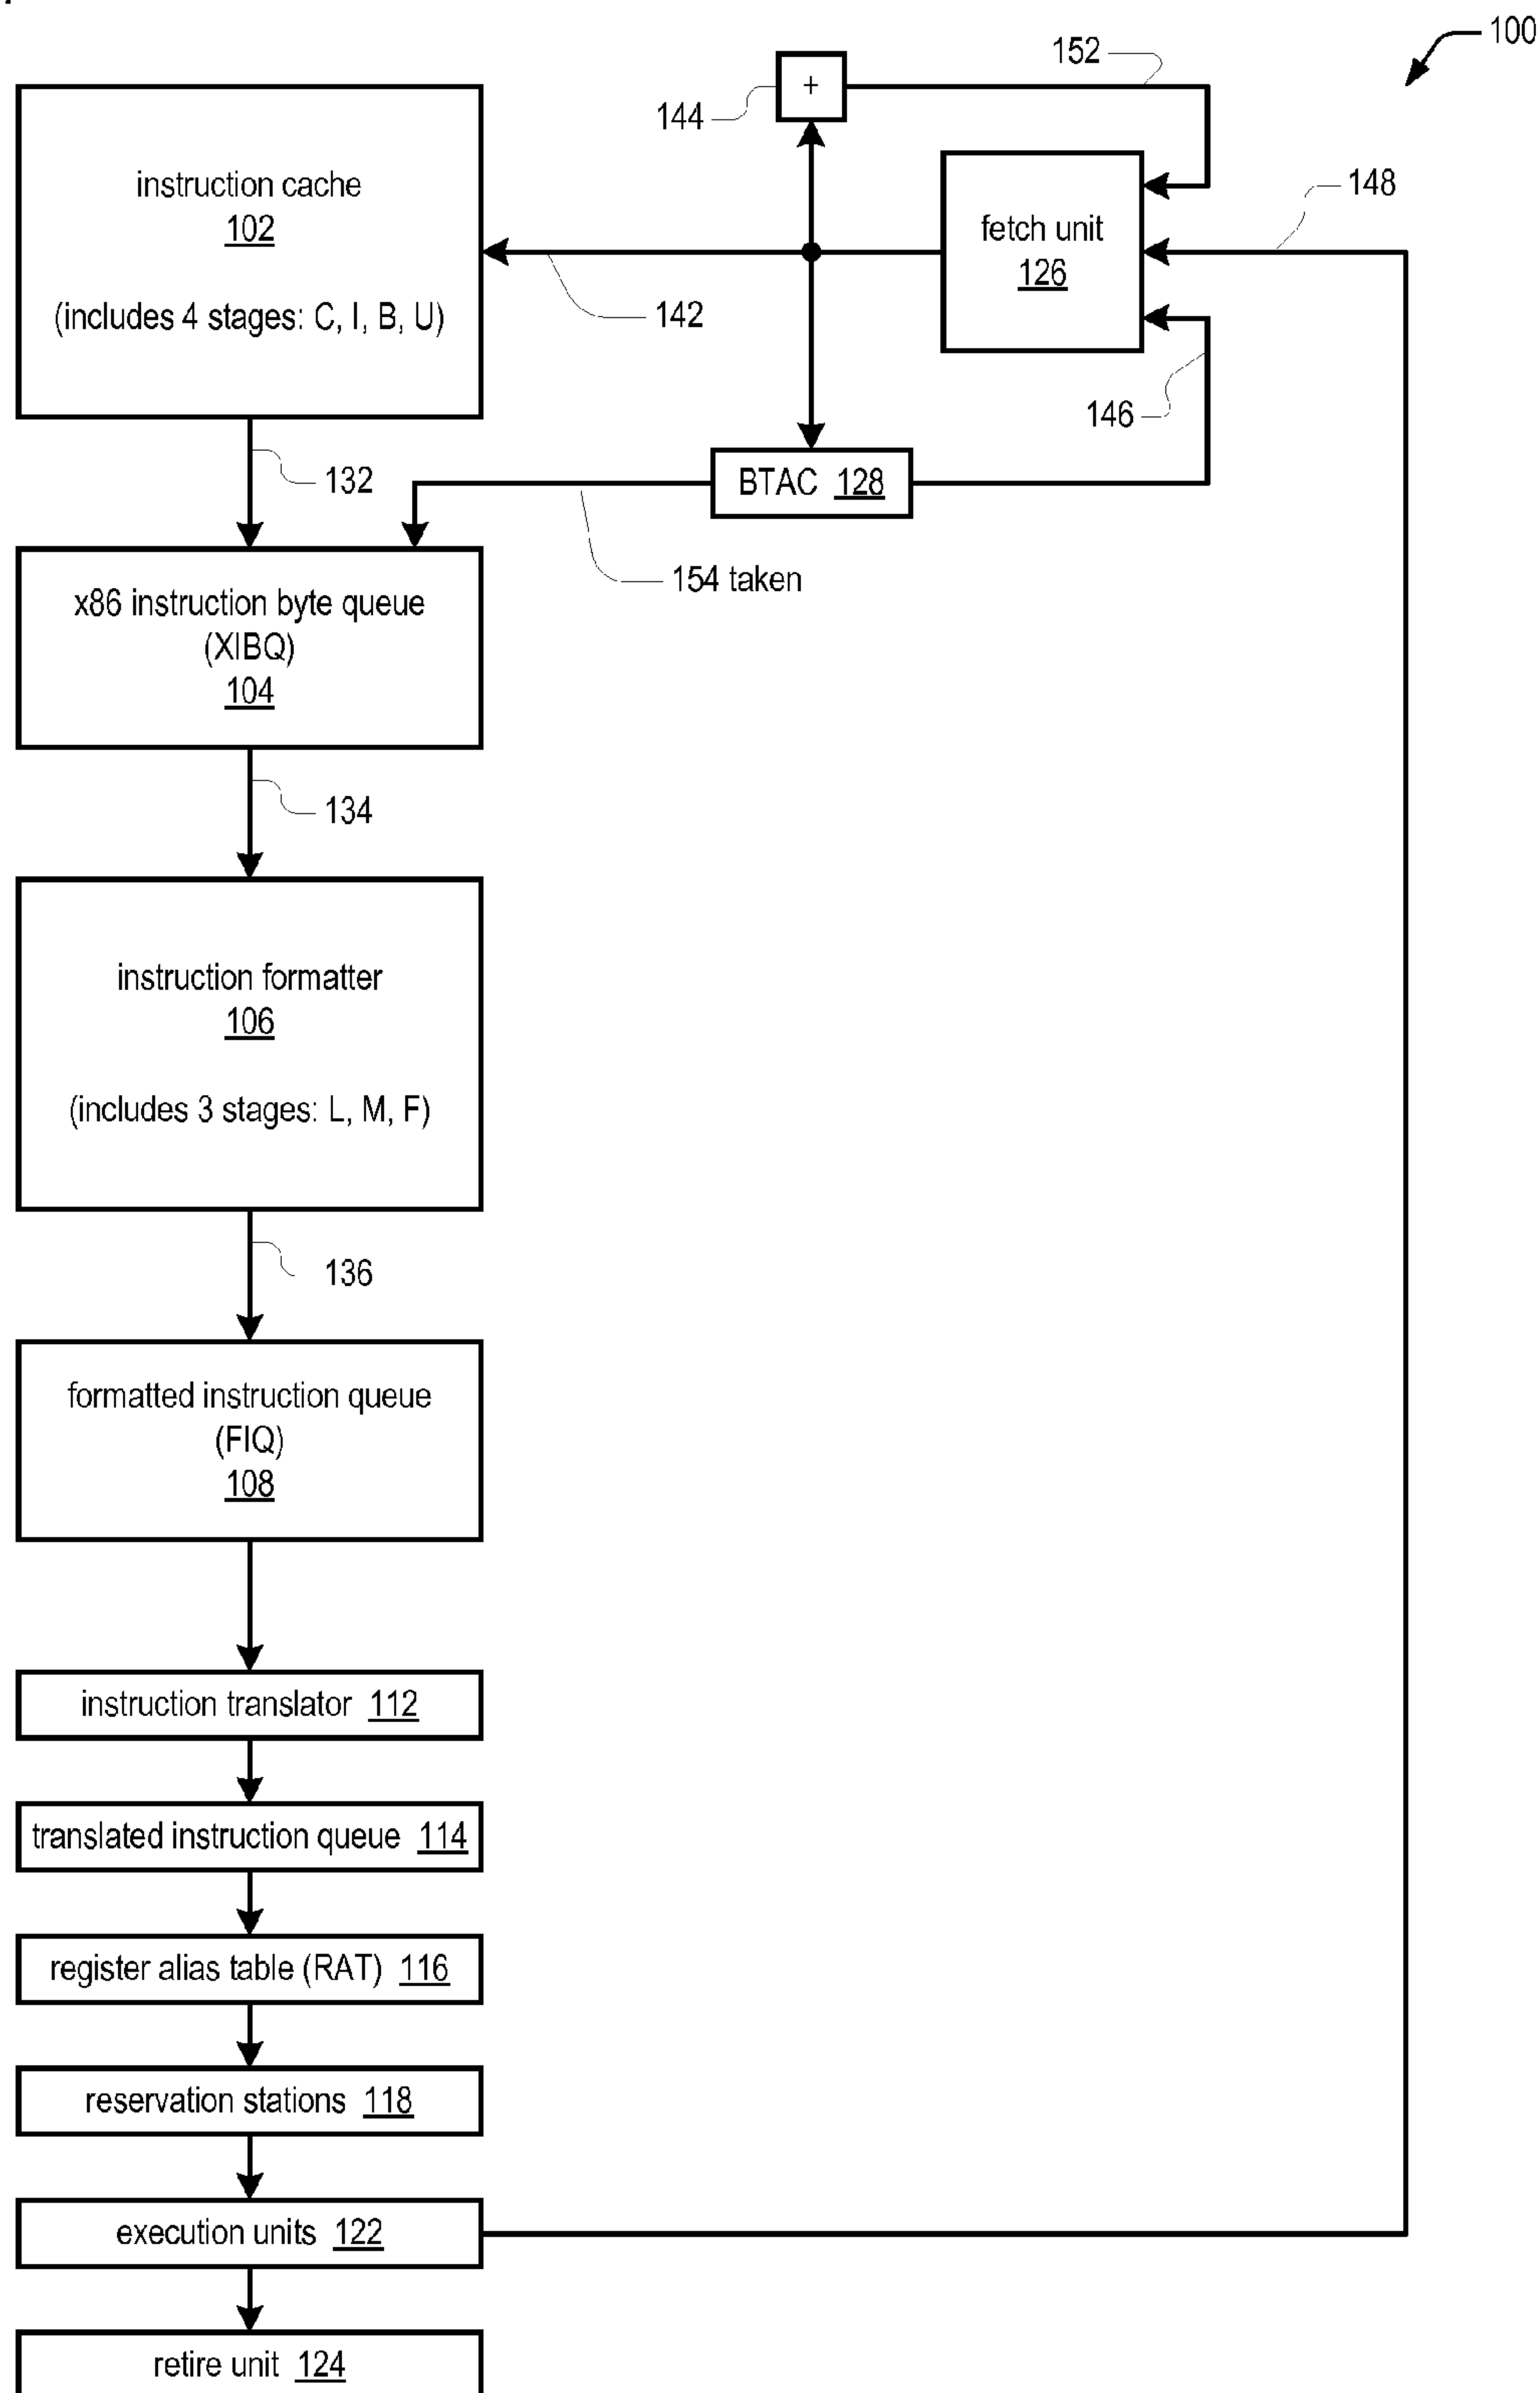 100
152
+
144
instruction cache
102
(includes 4 stages: C, I, B, U)
fetch unit
126
148
142
146
132
BTAC 128
154 taken
x86 instruction byte queue
(XIBQ)
104
134
instruction formatter
106
(includes 3 stages: L, M, F)
136
formatted instruction queue
(FIQ)
108
instruction translator 112
translated instruction queue 114
register alias table (RAT) 116
reservation stations 118
execution units 122
retire unit 124